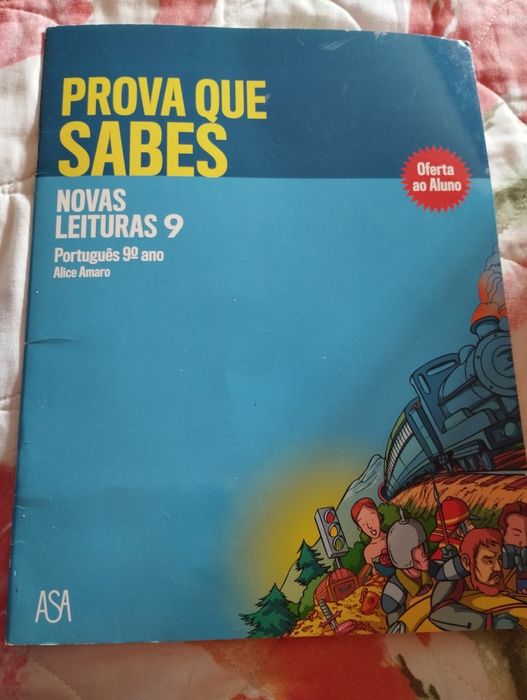 PROVA QUE
SABES
Oferta
ao Aluno
NOVAS
LEITURAS 9
Português 9º ano
Alice Amaro
ASA